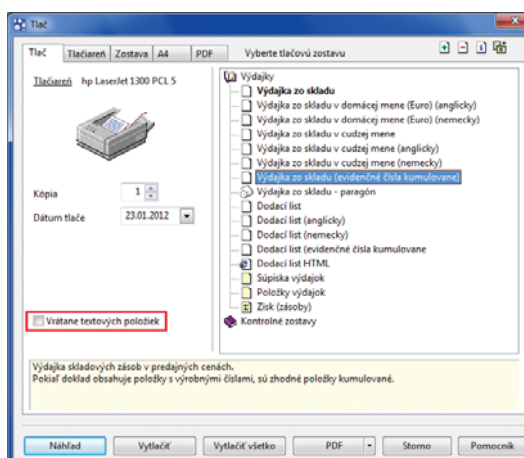 Tlač
Tlač Tlačiareň Zostava A4 PDF Vyberte tlačovú zostavu
Tlačiareň hp LaserJet 1300 PCL 5
Kópia 1
Dátum tlače 23.01.2012
Vrátane textových položiek
Výdajky
Výdajka zo skladu
Výdajka zo skladu v domácej mene (Euro) (anglicky)
Výdajka zo skladu v domácej mene (Euro) (nemecky)
Výdajka zo skladu v cudzej mene
Výdajka zo skladu v cudzej mene (anglicky)
Výdajka zo skladu v cudzej mene (nemecky)
Výdajka zo skladu (evidenčné čísla kumulované)
Výdajka zo skladu - paragón
Dodací list
Dodací list (anglicky)
Dodací list (nemecky)
Dodací list (evidenčné čísla kumulovane
Dodací list HTML
Súpiska výdajok
Položky výdajok
Zisk (zásoby)
Kontrolné zostavy
Výdajka skladových zásob v predajných cenách.
Pokiaľ doklad obsahuje položky s výrobnými číslami, sú zhodné položky kumulované.
Náhľad Vytlačiť Vytlačiť všetko PDF Storno Pomocník